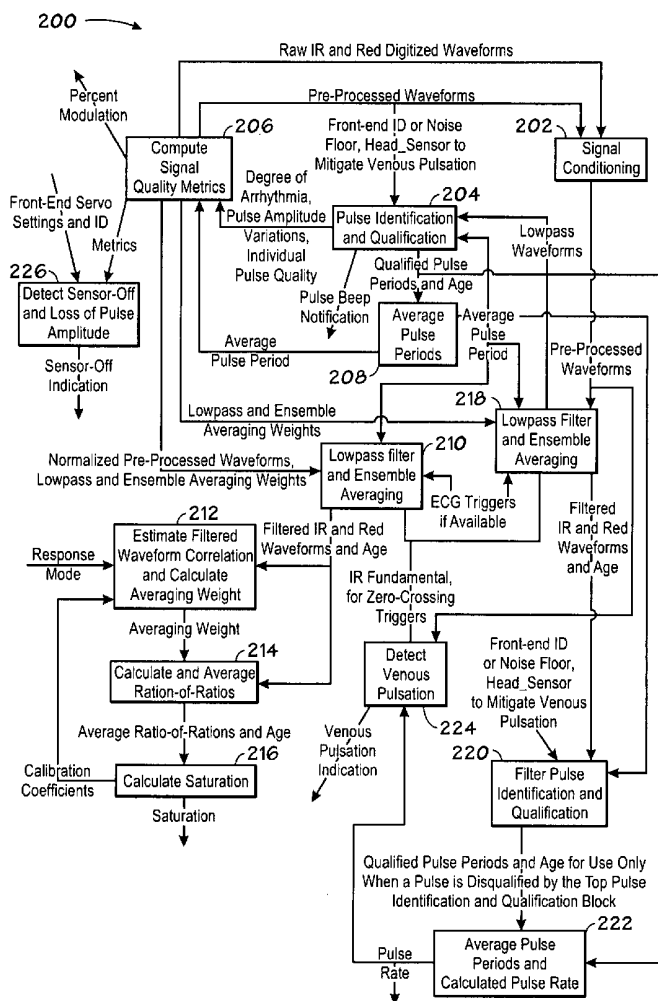 200
Raw IR and Red Digitized Waveforms
Percent
Modulation
Pre-Processed Waveforms
206
Compute
Signal
Quality Metrics
Front-end ID or Noise
Floor, Head_Sensor to
Mitigate Venous Pulsation
202
Signal
Conditioning
Front-End Servo
Settings and ID
Metrics
Degree of
Arrhythmia,
Pulse Amplitude
Variations,
Individual
Pulse Quality
204
Pulse Identification
and Qualification
Lowpass
Waveforms
226
Detect Sensor-Off
and Loss of Pulse
Amplitude
Sensor-Off
Indication
Qualified Pulse
Periods and Age
Pulse Beep
Notification
Average
Pulse Periods
208
Average
Pulse Period
Average
Pulse
Period
Pre-Processed
Waveforms
218
Lowpass Filter
and Ensemble
Averaging
Lowpass and Ensemble
Averaging Weights
210
Lowpass filter
and Ensemble
Averaging
Normalized Pre-Processed Waveforms,
Lowpass and Ensemble Averaging Weights
ECG Triggers
if Available
212
Estimate Filtered
Waveform Correlation
and Calculate
Averaging Weight
Response
Mode
Filtered IR and Red
Waveforms and Age
Filtered
IR and Red
Waveforms
and Age
IR Fundamental,
for Zero-Crossing
Triggers
Averaging Weight
214
Calculate and Average
Ration-of-Ratios
Detect
Venous
Pulsation
224
Front-end ID
or Noise Floor,
Head_Sensor
to Mitigate Venous
Pulsation
Average Ratio-of-Rations and Age
216
Calculate Saturation
Calibration
Coefficients
Saturation
Venous
Pulsation
Indication
220
Filter Pulse
Identification and
Qualification
Qualified Pulse Periods and Age for Use Only
When a Pulse is Disqualified by the Top Pulse
Identification and Qualification Block
222
Average Pulse
Periods and
Calculated Pulse Rate
Pulse
Rate